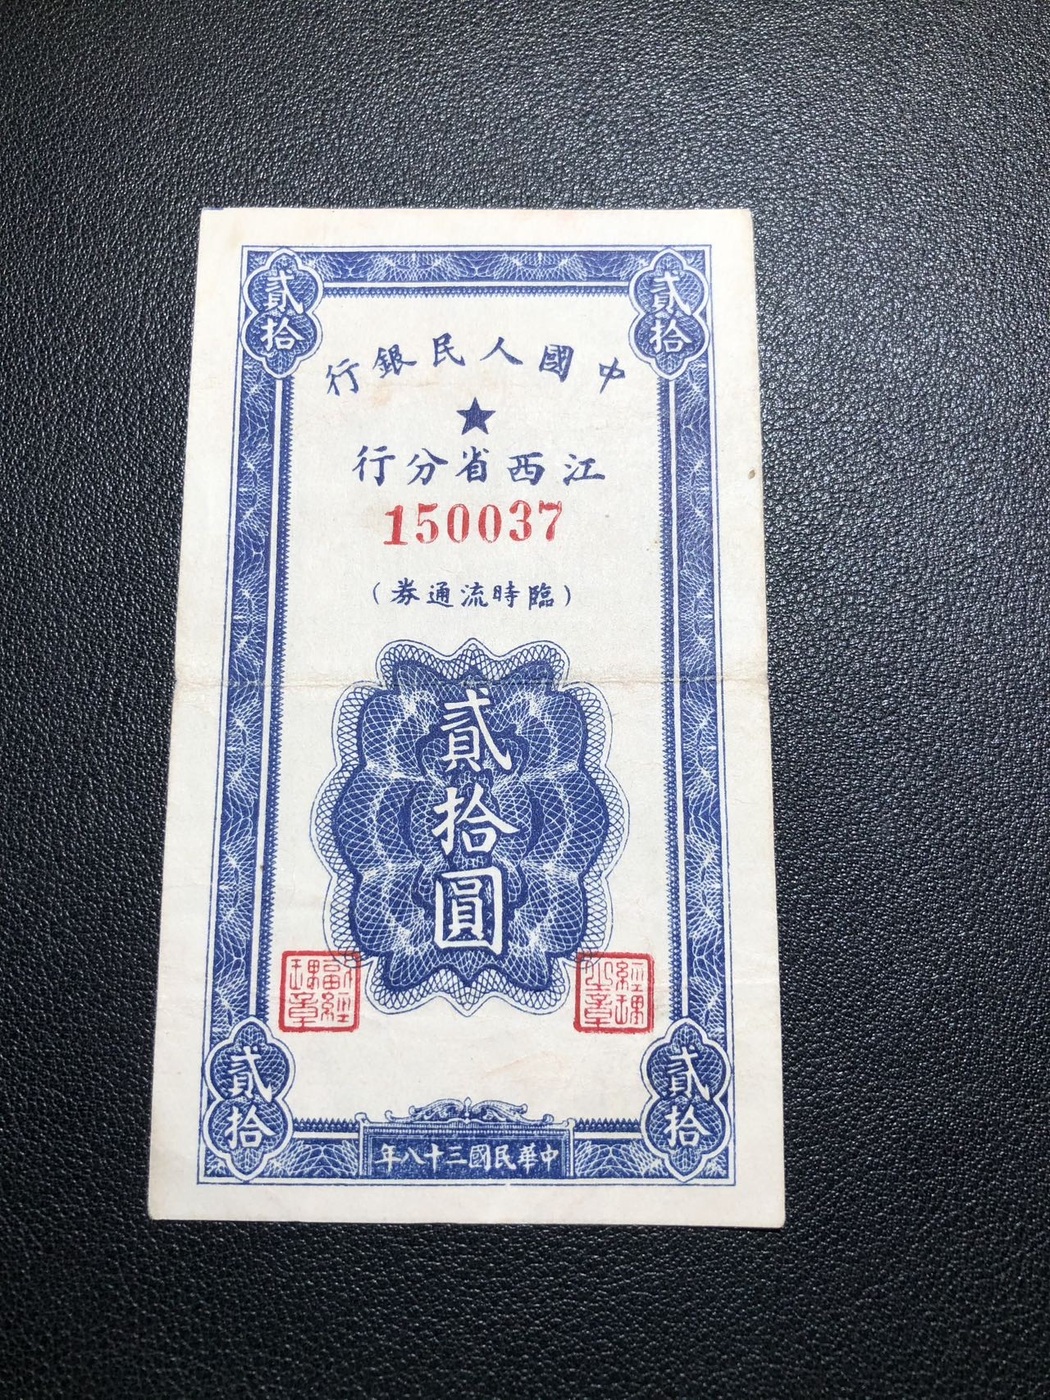 貳拾
貳拾
中國人民銀行
江西省分行
150037
(臨時流通券)
貳拾圓
副經理章
經理之章
貳拾
貳拾
中華民國三十八年